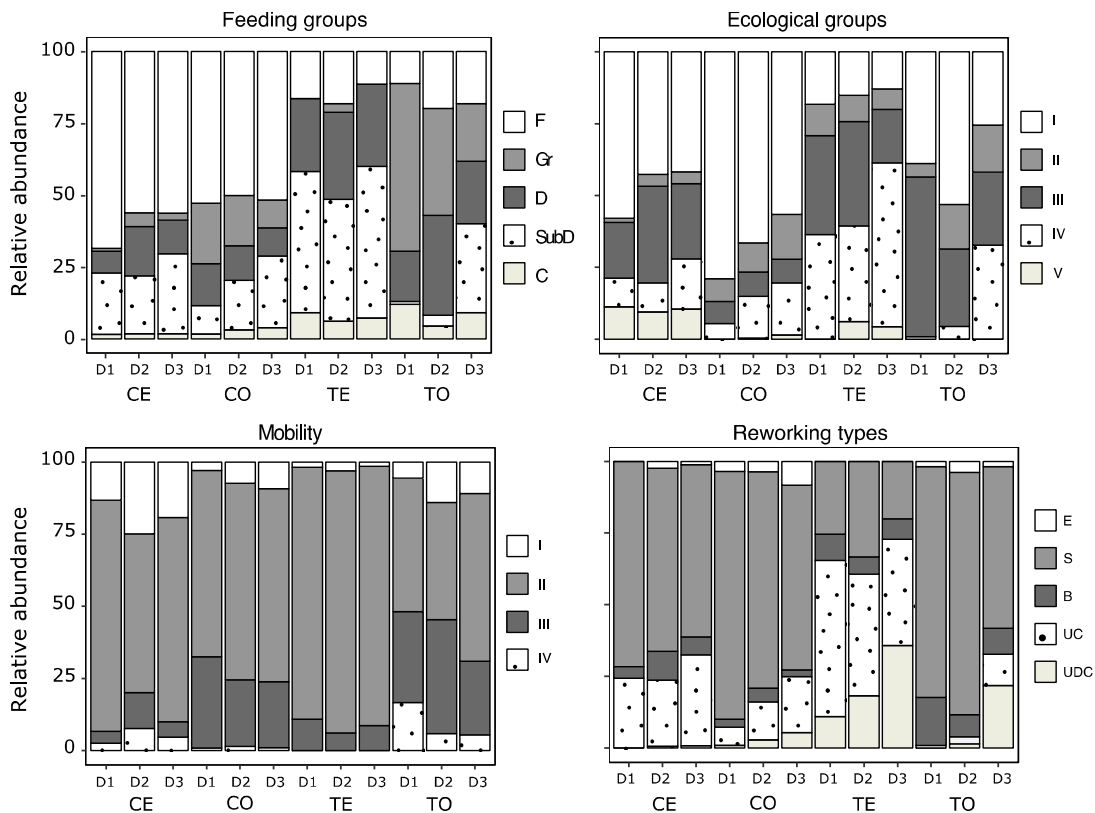 Feeding groups
Relative abundance
100
75
50
25
0
D1 D2 D3 D1 D2 D3 D1 D2 D3 D1 D2 D3
CE CO TE TO
F
Gr
D
SubD
C
Ecological groups
D1 D2 D3 D1 D2 D3 D1 D2 D3 D1 D2 D3
CE CO TE TO
I
II
III
IV
V
Mobility
Relative abundance
100
75
50
25
0
D1 D2 D3 D1 D2 D3 D1 D2 D3 D1 D2 D3
CE CO TE TO
I
II
III
IV
Reworking types
D1 D2 D3 D1 D2 D3 D1 D2 D3 D1 D2 D3
CE CO TE TO
E
S
B
UC
UDC